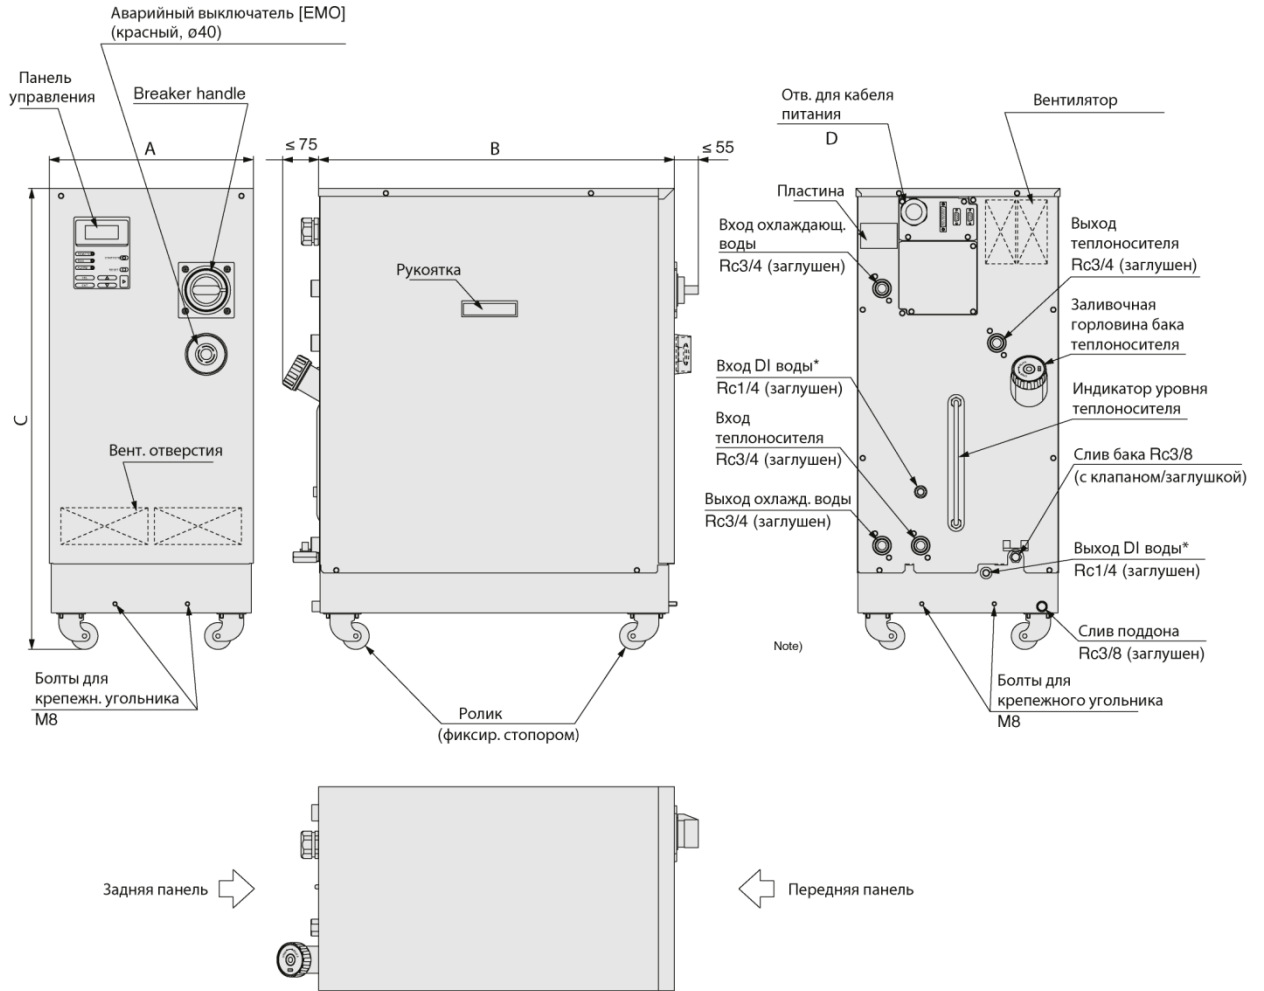 Аварийный выключатель [EMO]
(красный, ø40)
Панель
управления
Breaker handle
A
≤ 75
B
≤ 55
Отв. для кабеля
питания
D
Вентилятор
Пластина
Вход охлаждающ.
воды
Rc3/4 (заглушен)
Выход
теплоносителя
Rc3/4 (заглушен)
Рукоятка
Заливочная
горловина бака
теплоносителя
Вход DI воды*
Rc1/4 (заглушен)
Индикатор уровня
теплоносителя
C
Вход
теплоносителя
Rc3/4 (заглушен)
Вент. отверстия
Слив бака Rc3/8
(с клапаном/заглушкой)
Выход охлажд. воды
Rc3/4 (заглушен)
Выход DI воды*
Rc1/4 (заглушен)
Note)
Слив поддона
Rc3/8 (заглушен)
Болты для
крепежн. угольника
M8
Ролик
(фиксир. стопором)
Болты для
крепежного угольника
M8
Задняя панель
Передняя панель